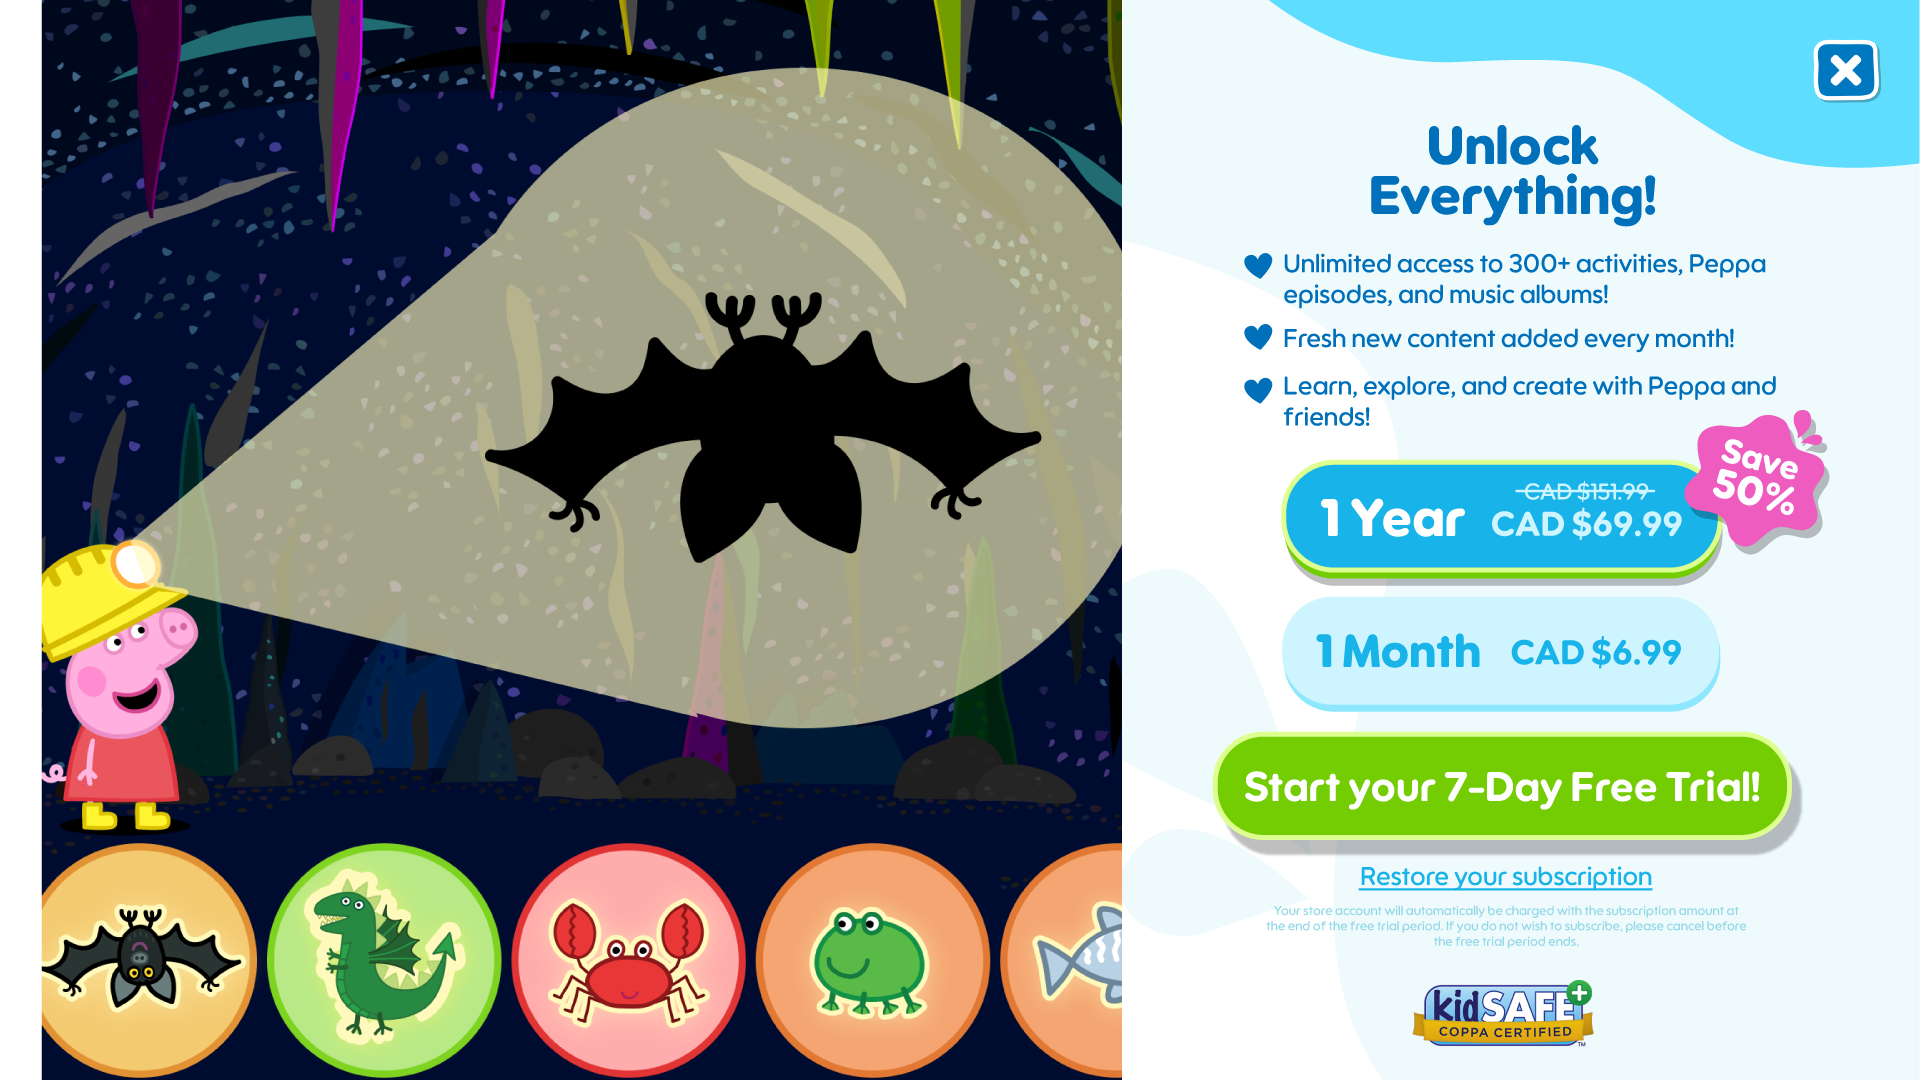 Unlock
Everything!
Unlimited access to 300+ activities, Peppa
episodes, and music albums!
Fresh new content added every month!
Learn, explore, and create with Peppa and
friends!
Save
50%
1 Year CAD $151.99
CAD $69.99
1 Month CAD $6.99
Start your 7-Day Free Trial!
Restore your subscription
Your store account will automatically be charged with the subscription amount at
the end of the free trial period. If you do not wish to subscribe, please cancel before
the free trial period ends.
kidSAFE+
COPPA CERTIFIED
TM